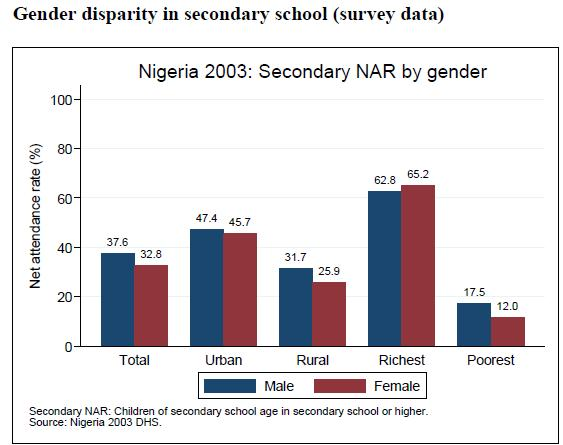 Gender disparity in secondary school (survey data)
Nigeria 2003: Secondary NAR by gender
Net attendance rate (%)
100
80
60
40
20
0
37.6
32.8
47.4
45.7
31.7
25.9
62.8
65.2
17.5
12.0
Total
Urban
Rural
Richest
Poorest
Male
Female
Secondary NAR: Children of secondary school age in secondary school or higher.
Source: Nigeria 2003 DHS.